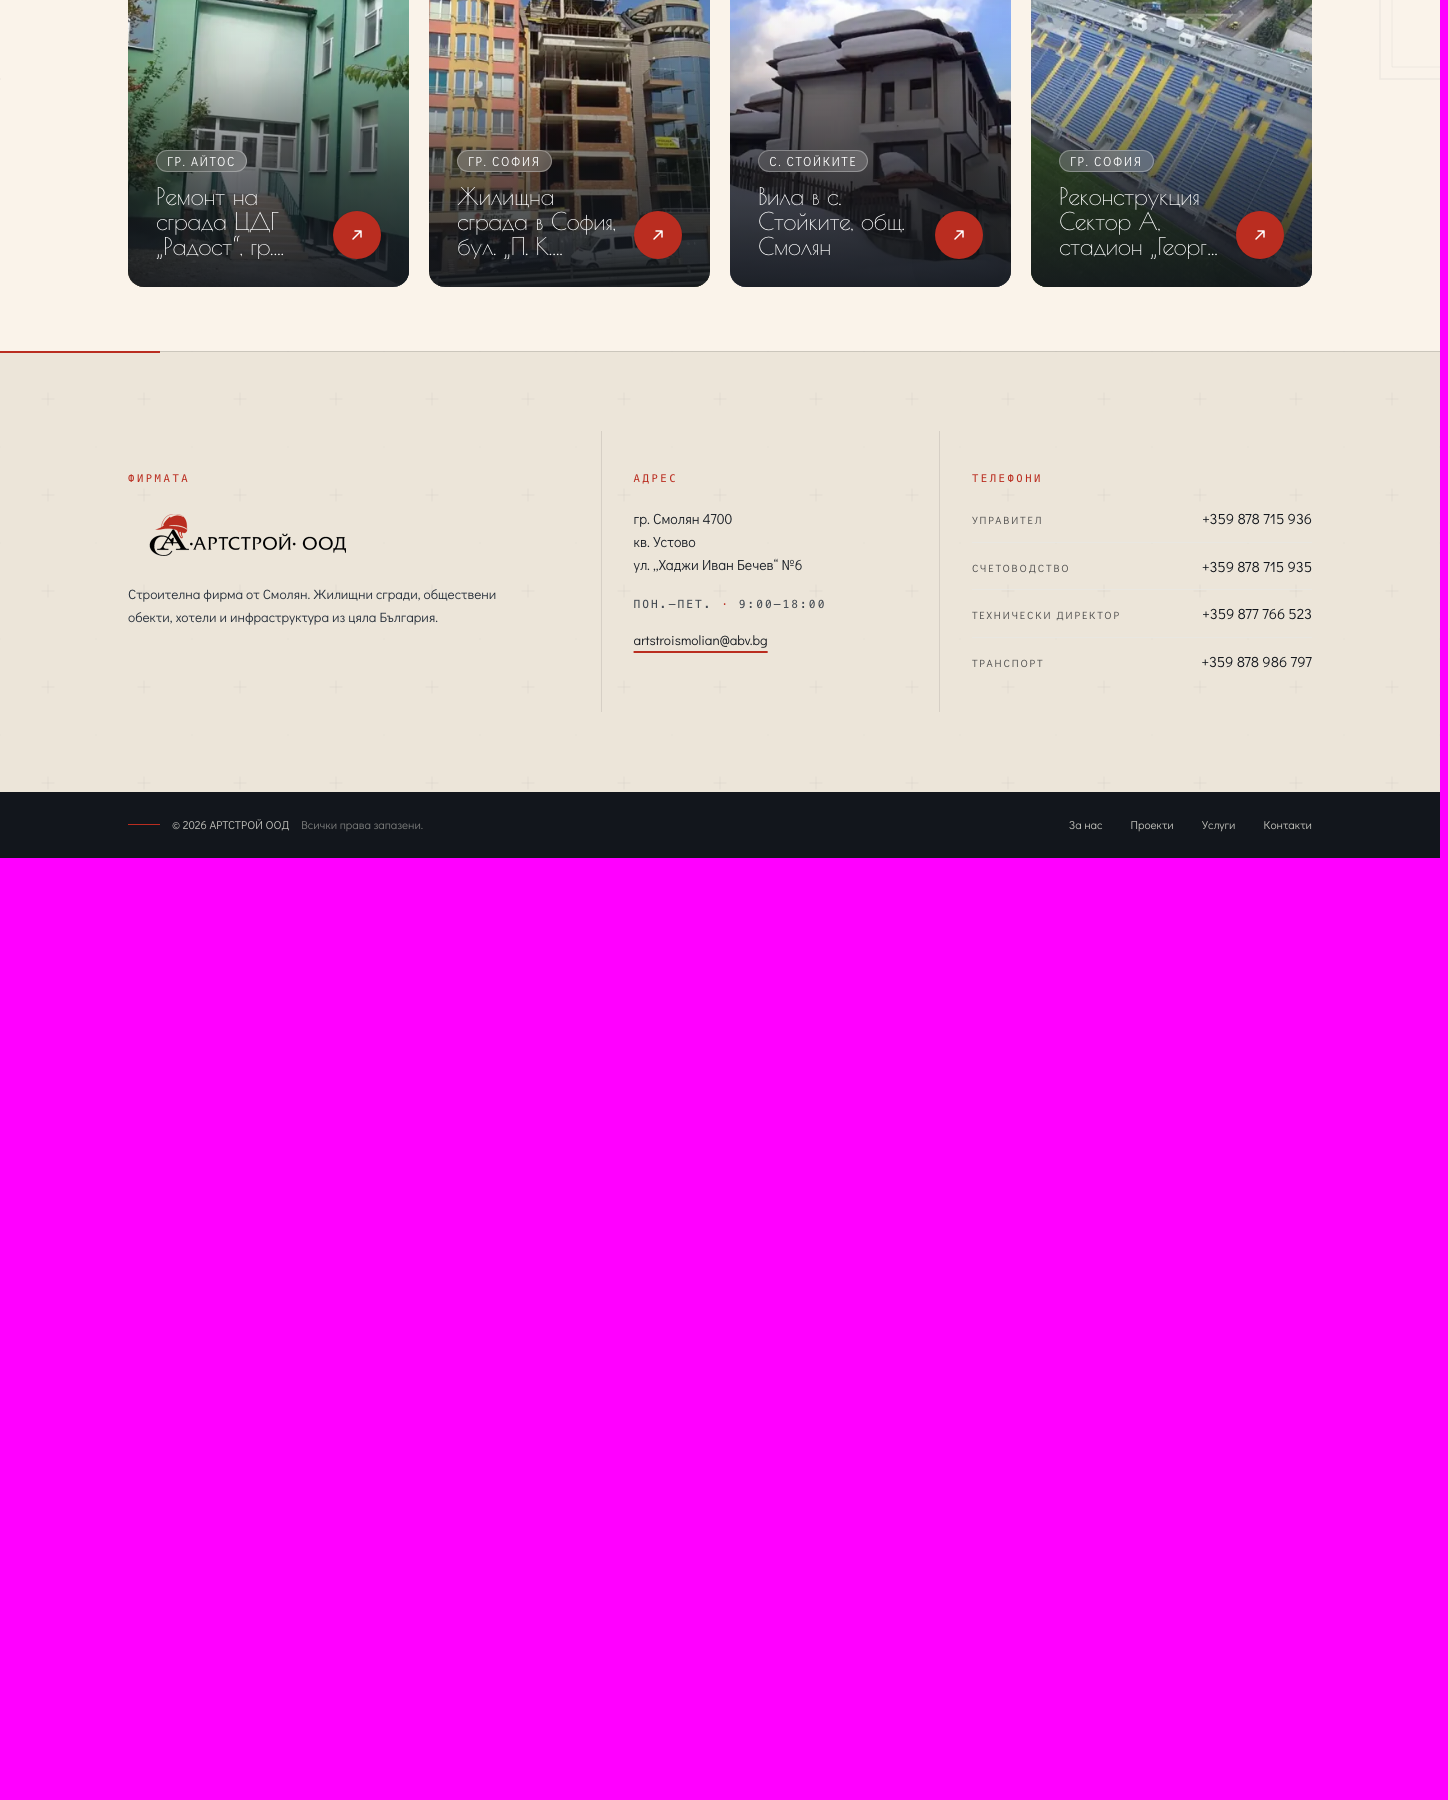 ГР. АЙТОС
Ремонт на
сграда ЦДГ
„Радост“, гр....
ГР. СОФИЯ
Жилищна
сграда в София,
бул. „П. К....
С. СТОЙКИТЕ
Вила в с.
Стойките, общ.
Смолян
ГР. СОФИЯ
Реконструкция
Сектор А,
стадион „Георг...
ФИРМАТА
А·АРТСТРОЙ· ООД
Строителна фирма от Смолян. Жилищни сгради, обществени
обекти, хотели и инфраструктура из цяла България.
АДРЕС
гр. Смолян 4700
кв. Устово
ул. „Хаджи Иван Бечев“ №6
ПОН.—ПЕТ. · 9:00—18:00
artstroismolian@abv.bg
ТЕЛЕФОНИ
УПРАВИТЕЛ +359 878 715 936
СЧЕТОВОДСТВО +359 878 715 935
ТЕХНИЧЕСКИ ДИРЕКТОР +359 877 766 523
ТРАНСПОРТ +359 878 986 797
© 2026 АРТСТРОЙ ООД Всички права запазени.
За нас Проекти Услуги Контакти